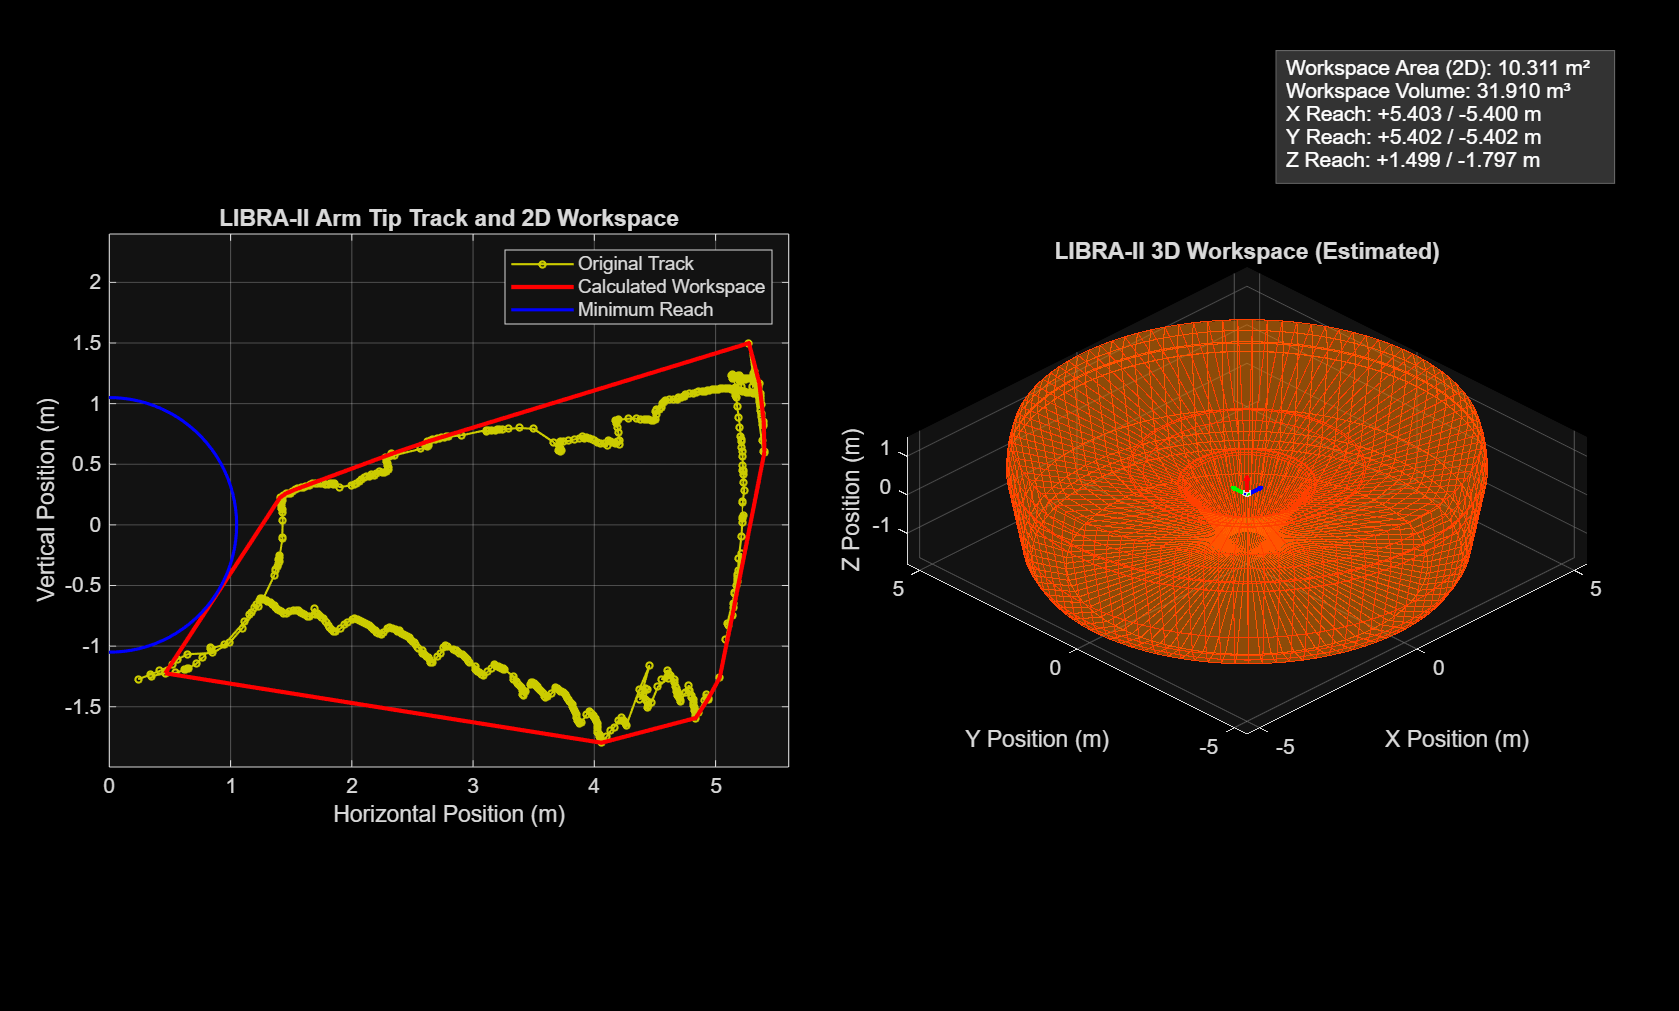 Workspace Area (2D): 10.311 m²
Workspace Volume: 31.910 m³
X Reach: +5.403 / -5.400 m
Y Reach: +5.402 / -5.402 m
Z Reach: +1.499 / -1.797 m
LIBRA-II Arm Tip Track and 2D Workspace
Original Track
Calculated Workspace
Minimum Reach
2
1.5
1
0.5
0
-0.5
-1
-1.5
0 1 2 3 4 5
Vertical Position (m)
Horizontal Position (m)
LIBRA-II 3D Workspace (Estimated)
Z Position (m)
1
0
-1
5
0
-5
Y Position (m)
5
0
-5
X Position (m)